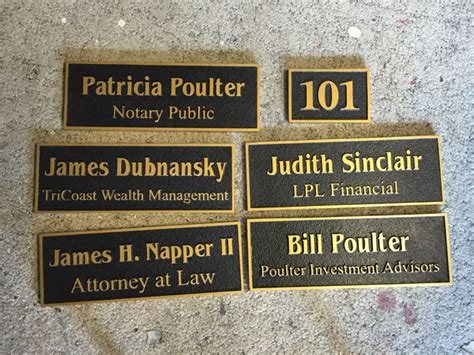 Patricia Poulter
Notary Public
101
James Dubnansky
TriCoast Wealth Management
Judith Sinclair
LPL Financial
James H. Napper II
Attorney at Law
Bill Poulter
Poulter Investment Advisors